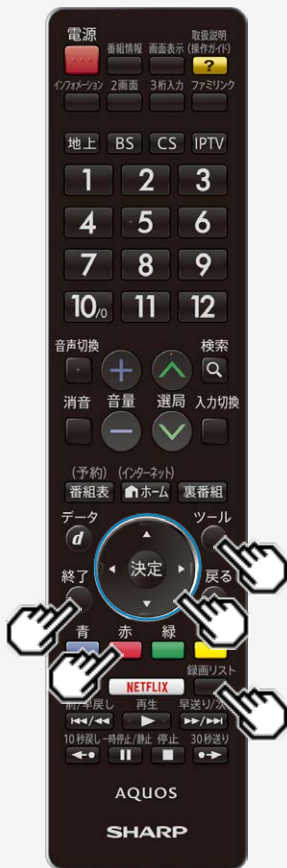 電源
取扱説明
番組情報 画面表示 (操作ガイド)
?
インフォメーション 2画面 3桁入力 ファミリンク
地上 BS CS IPTV
1 2 3
4 5 6
7 8 9
10/0 11 12
音声切換 検索
+
消音 音量 選局 入力切換
−
(予約) (インターネット)
番組表 ホーム 裏番組
データ ツール
d
終了 決定 戻る
青 赤 緑
録画リスト
NETFLIX
前/早戻し 再生 早送り/次
10秒戻し 一時停止/静止 停止 30秒送り
AQUOS
SHARP